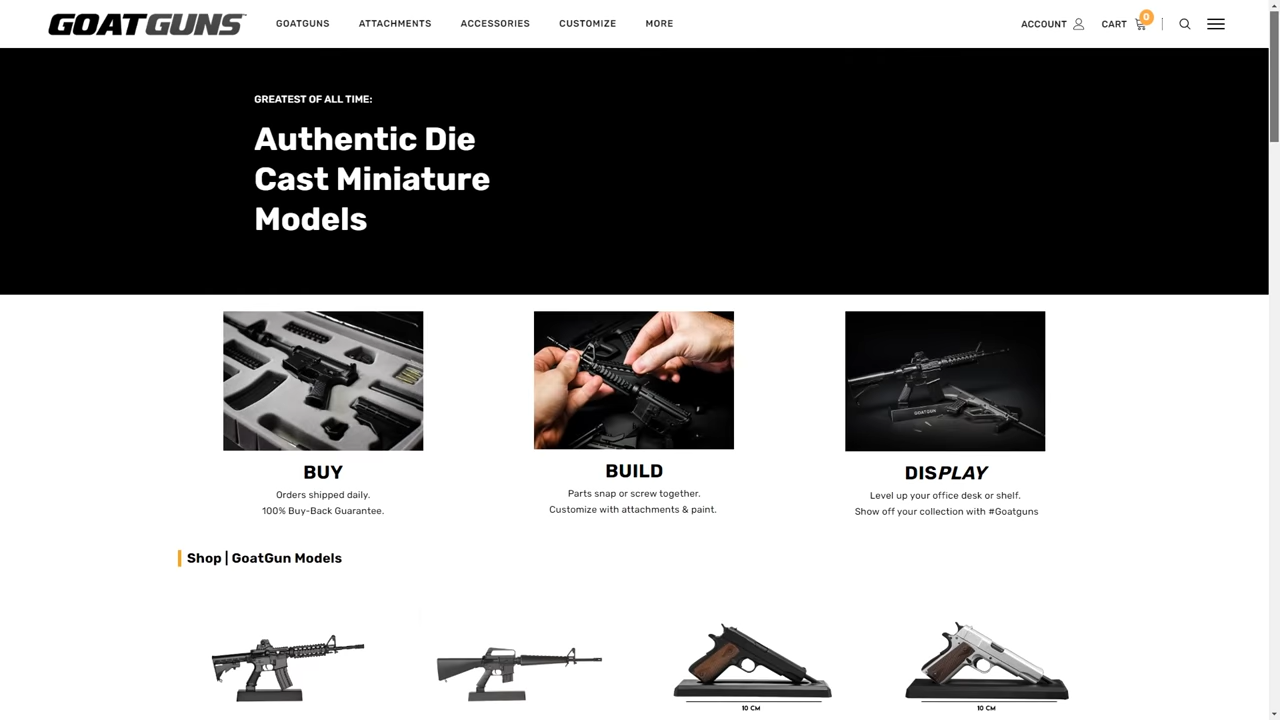 GOATGUNS
GOATGUNS
ATTACHMENTS
ACCESSORIES
CUSTOMIZE
MORE
ACCOUNT
CART
0
GREATEST OF ALL TIME:
Authentic Die
Cast Miniature
Models
GOATGUN
BUY
Orders shipped daily.
100% Buy-Back Guarantee.
BUILD
Parts snap or screw together.
Customize with attachments & paint.
DISPLAY
Level up your office desk or shelf.
Show off your collection with #Goatguns
Shop | GoatGun Models
10 CM
10 CM